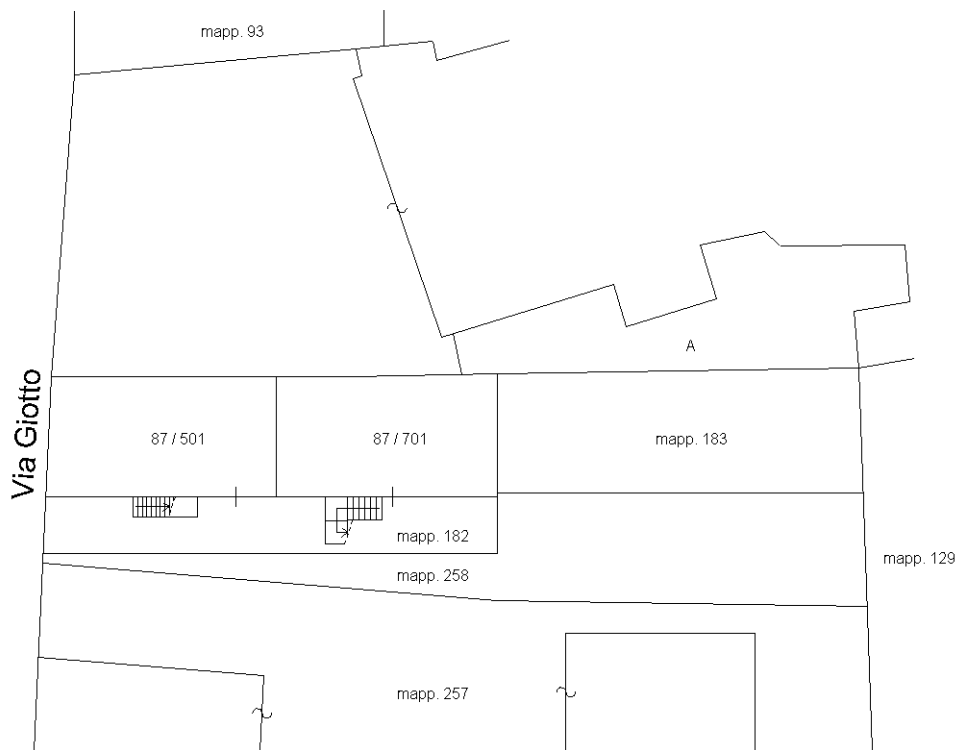 mapp. 93
A
Via Giotto
87 / 501
87 / 701
mapp. 183
mapp. 182
mapp. 129
mapp. 258
mapp. 257